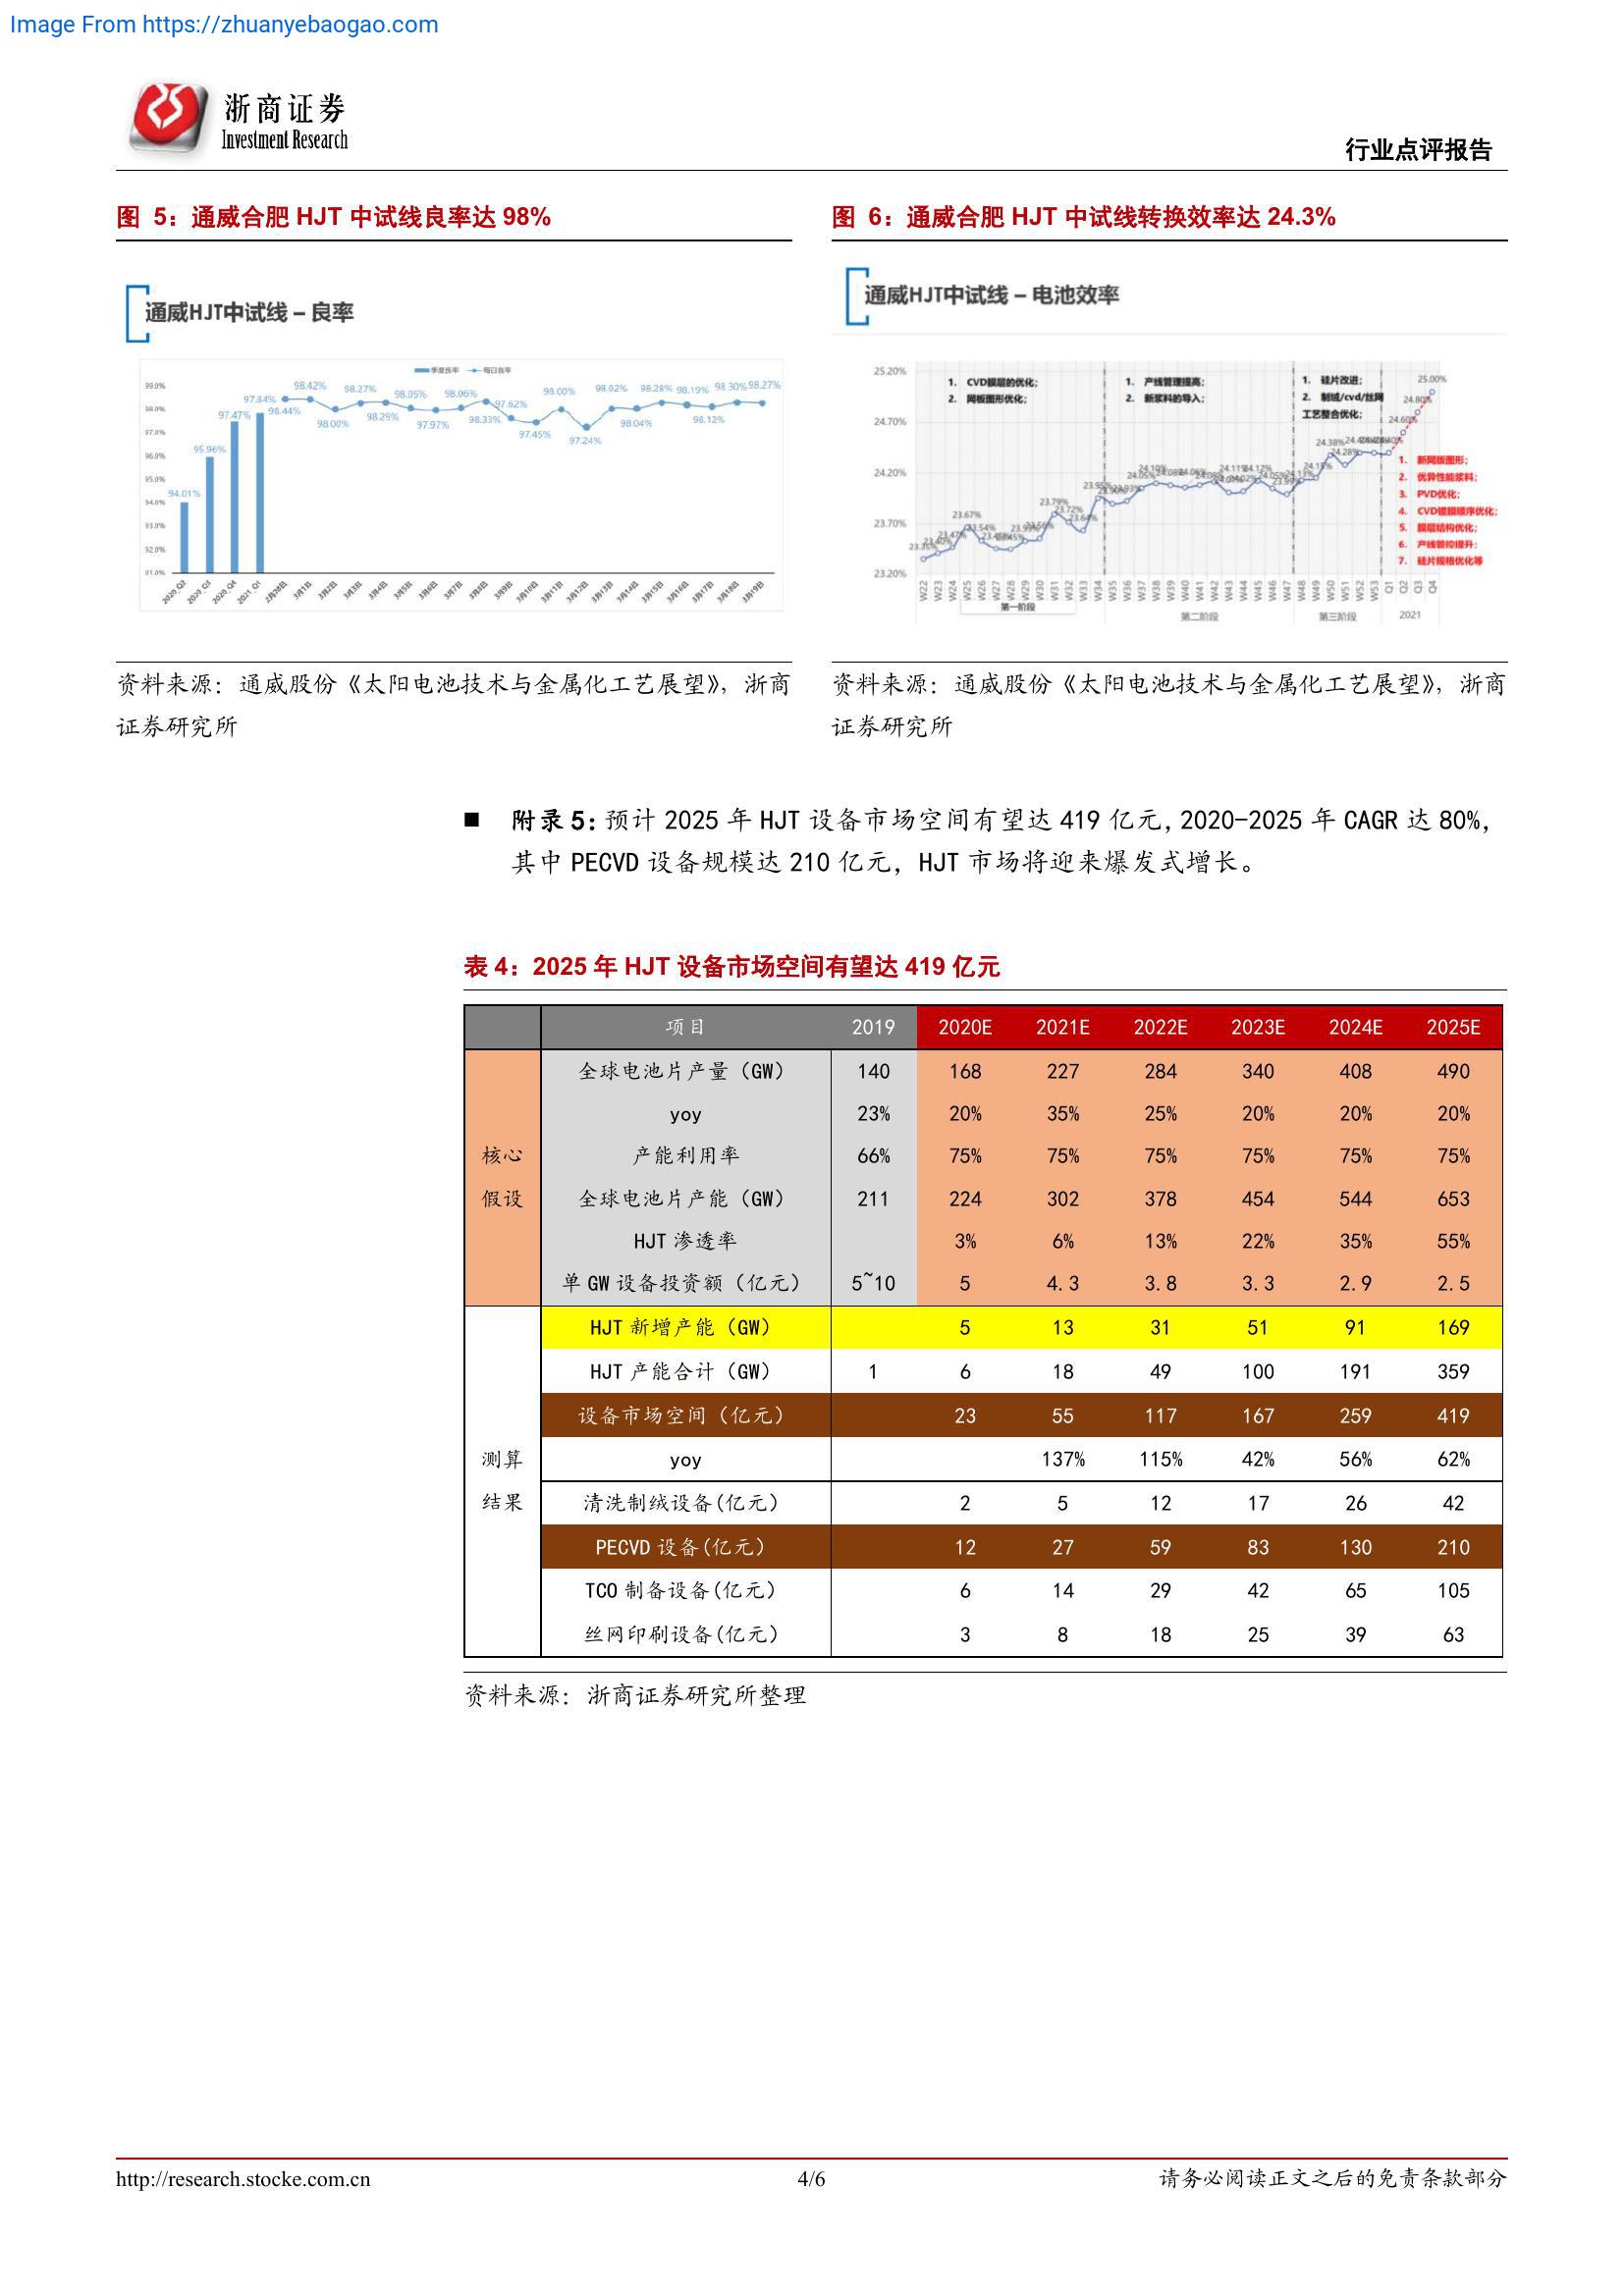 Image From https://zhuanyebaogao.com
浙商证券
Investment Research
行业点评报告
图 5：通威合肥 HJT 中试线良率达 98%
通威HJT中试线 – 良率
季度良率 每日良率
99.0%
98.0%
97.0%
96.0%
95.0%
94.0%
93.0%
92.0%
91.0%
94.01%
95.96%
97.47%
97.84%
98.44%
98.42%
98.00%
98.27%
98.29%
98.05%
97.97%
98.06%
98.33%
97.62%
97.45%
98.00%
97.24%
98.02%
98.04%
98.28%
98.19%
98.12%
98.30%
98.27%
2020_Q2 2020_Q3 2020_Q4 2021_Q1 2月28日 3月1日 3月2日 3月3日 3月4日 3月5日 3月6日 3月7日 3月8日 3月9日 3月10日 3月11日 3月12日 3月13日 3月14日 3月15日 3月16日 3月17日 3月18日 3月19日
资料来源：通威股份《太阳电池技术与金属化工艺展望》，浙商
证券研究所
图 6：通威合肥 HJT 中试线转换效率达 24.3%
通威HJT中试线 – 电池效率
25.20%
24.70%
24.20%
23.70%
23.20%
1. CVD膜层的优化;
2. 网板图形优化;
1. 产线管理提高;
2. 新浆料的导入;
1. 硅片改进;
2. 制绒/cvd/丝网
工艺整合优化;
25.00%
24.80%
24.60%
24.38%
24.28%
23.67%
23.54%
23.79%
23.72%
23.64%
23.95%
1. 新网版图形;
2. 优异性能浆料;
3. PVD优化;
4. CVD镀膜顺序优化;
5. 膜层结构优化;
6. 产线管控提升;
7. 硅片规格优化等
W22 W23 W24 W25 W26 W27 W28 W29 W30 W31 W32 W33 W34 W35 W36 W37 W38 W39 W40 W41 W42 W43 W44 W45 W46 W47 W48 W49 W50 W51 W52 W53 Q1 Q2 Q3 Q4
第一阶段
第二阶段 第三阶段 2021
资料来源：通威股份《太阳电池技术与金属化工艺展望》，浙商
证券研究所
■ 附录 5：预计 2025 年 HJT 设备市场空间有望达 419 亿元，2020-2025 年 CAGR 达 80%，
其中 PECVD 设备规模达 210 亿元，HJT 市场将迎来爆发式增长。
表 4：2025 年 HJT 设备市场空间有望达 419 亿元
项目 2019 2020E 2021E 2022E 2023E 2024E 2025E
核心
假设
全球电池片产量（GW） 140 168 227 284 340 408 490
yoy 23% 20% 35% 25% 20% 20% 20%
产能利用率 66% 75% 75% 75% 75% 75% 75%
全球电池片产能（GW） 211 224 302 378 454 544 653
HJT 渗透率 3% 6% 13% 22% 35% 55%
单 GW 设备投资额（亿元） 5~10 5 4.3 3.8 3.3 2.9 2.5
测算
结果
HJT 新增产能（GW） 5 13 31 51 91 169
HJT 产能合计（GW） 1 6 18 49 100 191 359
设备市场空间（亿元） 23 55 117 167 259 419
yoy 137% 115% 42% 56% 62%
清洗制绒设备(亿元) 2 5 12 17 26 42
PECVD 设备(亿元) 12 27 59 83 130 210
TCO 制备设备(亿元) 6 14 29 42 65 105
丝网印刷设备(亿元) 3 8 18 25 39 63
资料来源：浙商证券研究所整理
http://research.stocke.com.cn
4/6
请务必阅读正文之后的免责条款部分